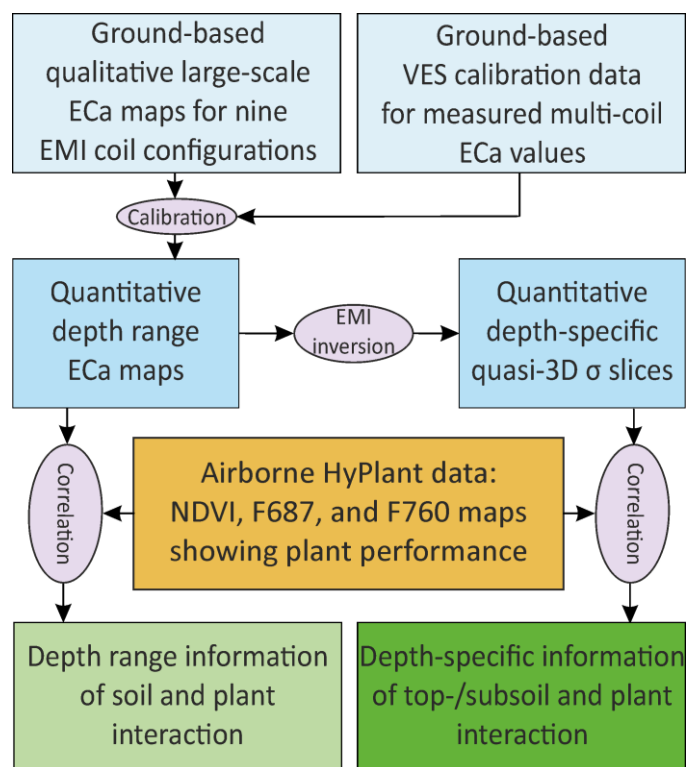 Ground-based
qualitative large-scale
ECa maps for nine
EMI coil configurations
Ground-based
VES calibration data
for measured multi-coil
ECa values
Calibration
Quantitative
depth range
ECa maps
EMI
inversion
Quantitative
depth-specific
quasi-3D σ slices
Correlation
Airborne HyPlant data:
NDVI, F687, and F760 maps
showing plant performance
Correlation
Depth range information
of soil and plant
interaction
Depth-specific information
of top-/subsoil and plant
interaction